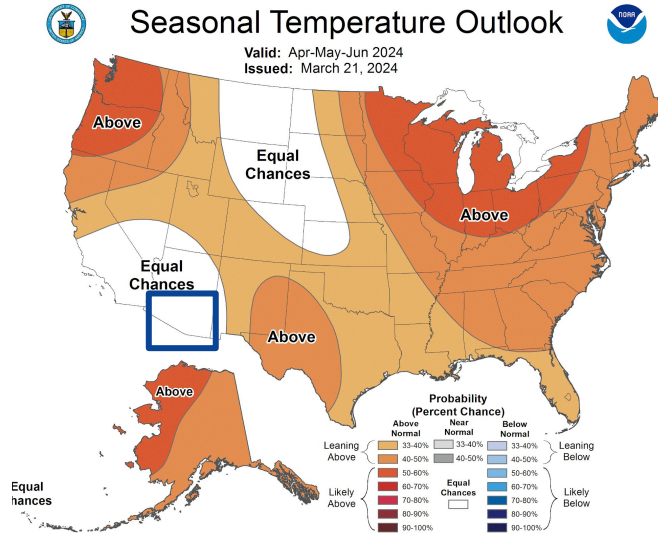 Seasonal Temperature Outlook
NOAA
Valid: Apr-May-Jun 2024
Issued: March 21, 2024
Above
Equal
Chances
Above
Equal
Chances
Above
Above
Equal
hances
Probability
(Percent Chance)
Above
Normal
Near
Normal
Below
Normal
Leaning
Above
33-40%
33-40%
33-40%
Leaning
Below
40-50%
40-50%
40-50%
Likely
Above
50-60%
50-60%
60-70%
Equal
Chances
60-70%
Likely
Below
70-80%
70-80%
80-90%
80-90%
90-100%
90-100%